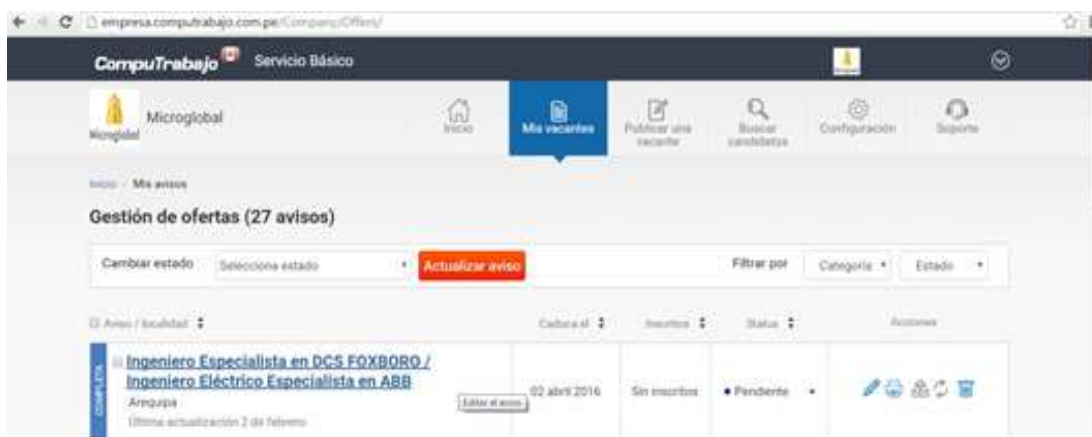 empresa.computrabajo.com.pe/Company/Offers/
CompuTrabajo Servicio Básico
Microglobal
Microglobal
Inicio
Mis vacantes
Publicar una vacante
Buscar candidatos
Configuración
Soporte
Inicio Mis avisos
Gestión de ofertas (27 avisos)
Cambiar estado Selecciona estado Actualizar aviso Filtrar por Categoría Estado
Aviso / localidad Caduca el Inscritos Status Acciones
COMPLETA
Ingeniero Especialista en DCS FOXBORO /
Ingeniero Eléctrico Especialista en ABB
Arequipa
Última actualización 2 de febrero
Editar el aviso
02 abril 2016 Sin inscritos Pendiente